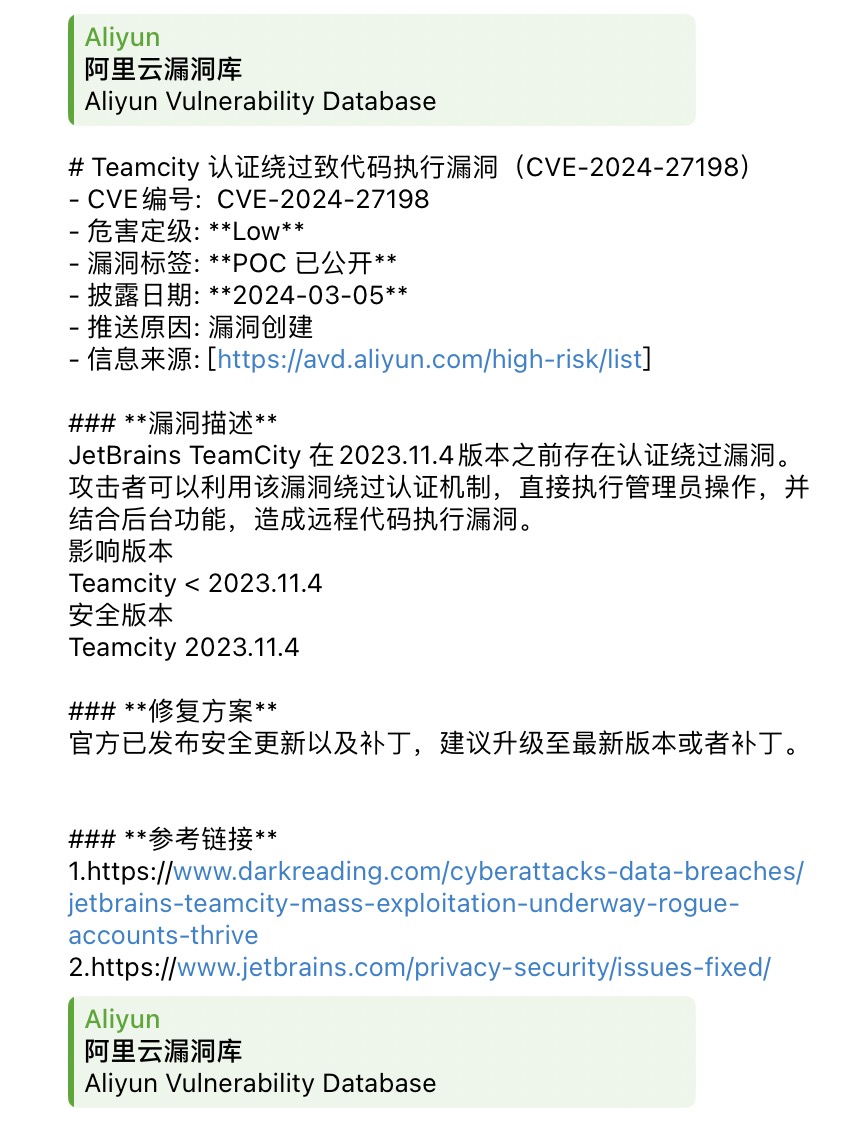 Aliyun
阿里云漏洞库
Aliyun Vulnerability Database
# Teamcity 认证绕过致代码执行漏洞（CVE-2024-27198）
- CVE编号:  CVE-2024-27198
- 危害定级: **Low**
- 漏洞标签: **POC 已公开**
- 披露日期: **2024-03-05**
- 推送原因: 漏洞创建
- 信息来源: [https://avd.aliyun.com/high-risk/list]
### **漏洞描述**
JetBrains TeamCity 在2023.11.4版本之前存在认证绕过漏洞。
攻击者可以利用该漏洞绕过认证机制，直接执行管理员操作，并
结合后台功能，造成远程代码执行漏洞。
影响版本
Teamcity < 2023.11.4
安全版本
Teamcity 2023.11.4
### **修复方案**
官方已发布安全更新以及补丁，建议升级至最新版本或者补丁。
### **参考链接**
1.https://www.darkreading.com/cyberattacks-data-breaches/
jetbrains-teamcity-mass-exploitation-underway-rogue-
accounts-thrive
2.https://www.jetbrains.com/privacy-security/issues-fixed/
Aliyun
阿里云漏洞库
Aliyun Vulnerability Database